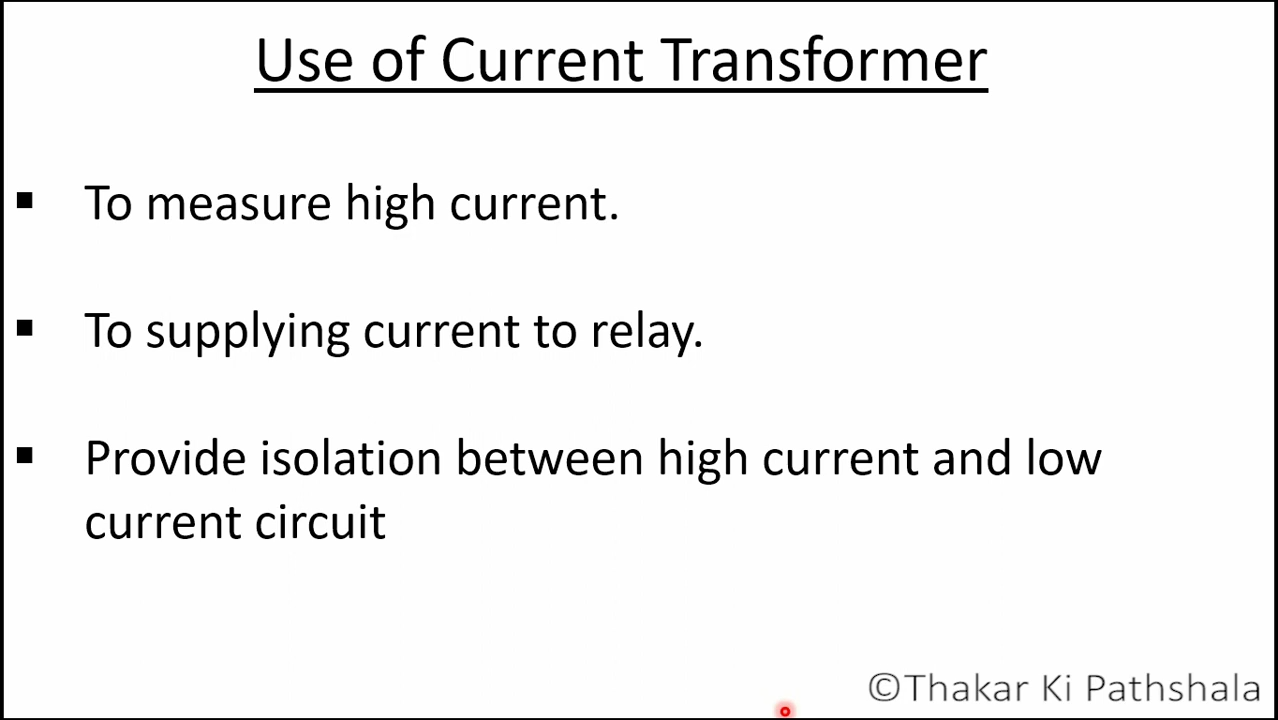 Use of Current Transformer
▪ To measure high current.
▪ To supplying current to relay.
▪ Provide isolation between high current and low
current circuit
©Thakar Ki Pathshala